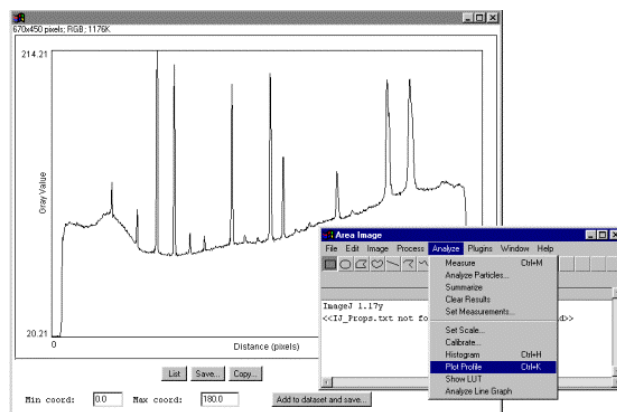 670x450 pixels; RGB; 1176K
214.21
Gray Value
0
Distance (pixels)
List
Save...
Copy...
Min coord: 0.0 Max coord: 180.0
Add to dataset and save...
Area Image
File Edit Image Process Analyze Plugins Window Help
Measure Ctrl+M
Analyze Particles...
Summarize
Clear Results
Set Measurements...
Set Scale...
Calibrate...
Histogram Ctrl+H
Plot Profile Ctrl+K
Show LUT
Analyze Line Graph
ImageJ 1.17y
<<IJ_Props.txt not fo d>>